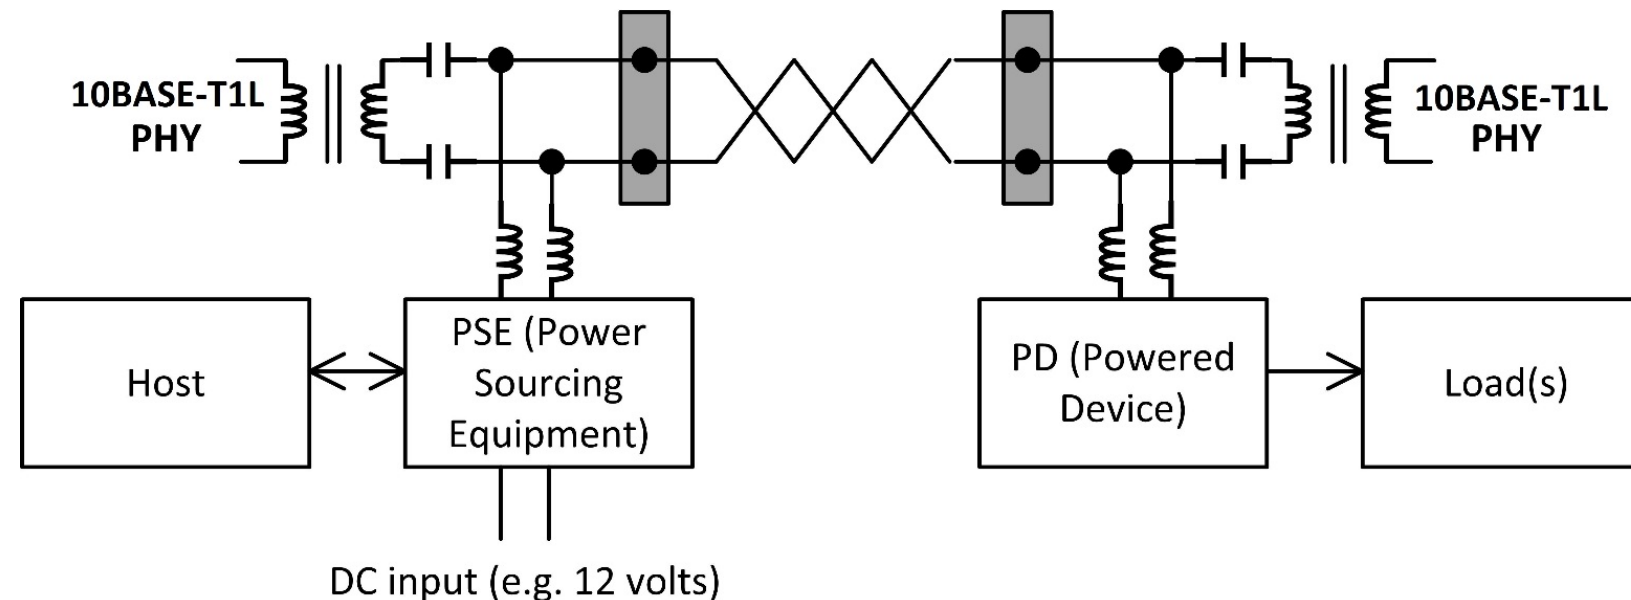 10BASE-T1L
PHY
10BASE-T1L
PHY
Host
PSE (Power
Sourcing
Equipment)
PD (Powered
Device)
Load(s)
DC input (e.g. 12 volts)